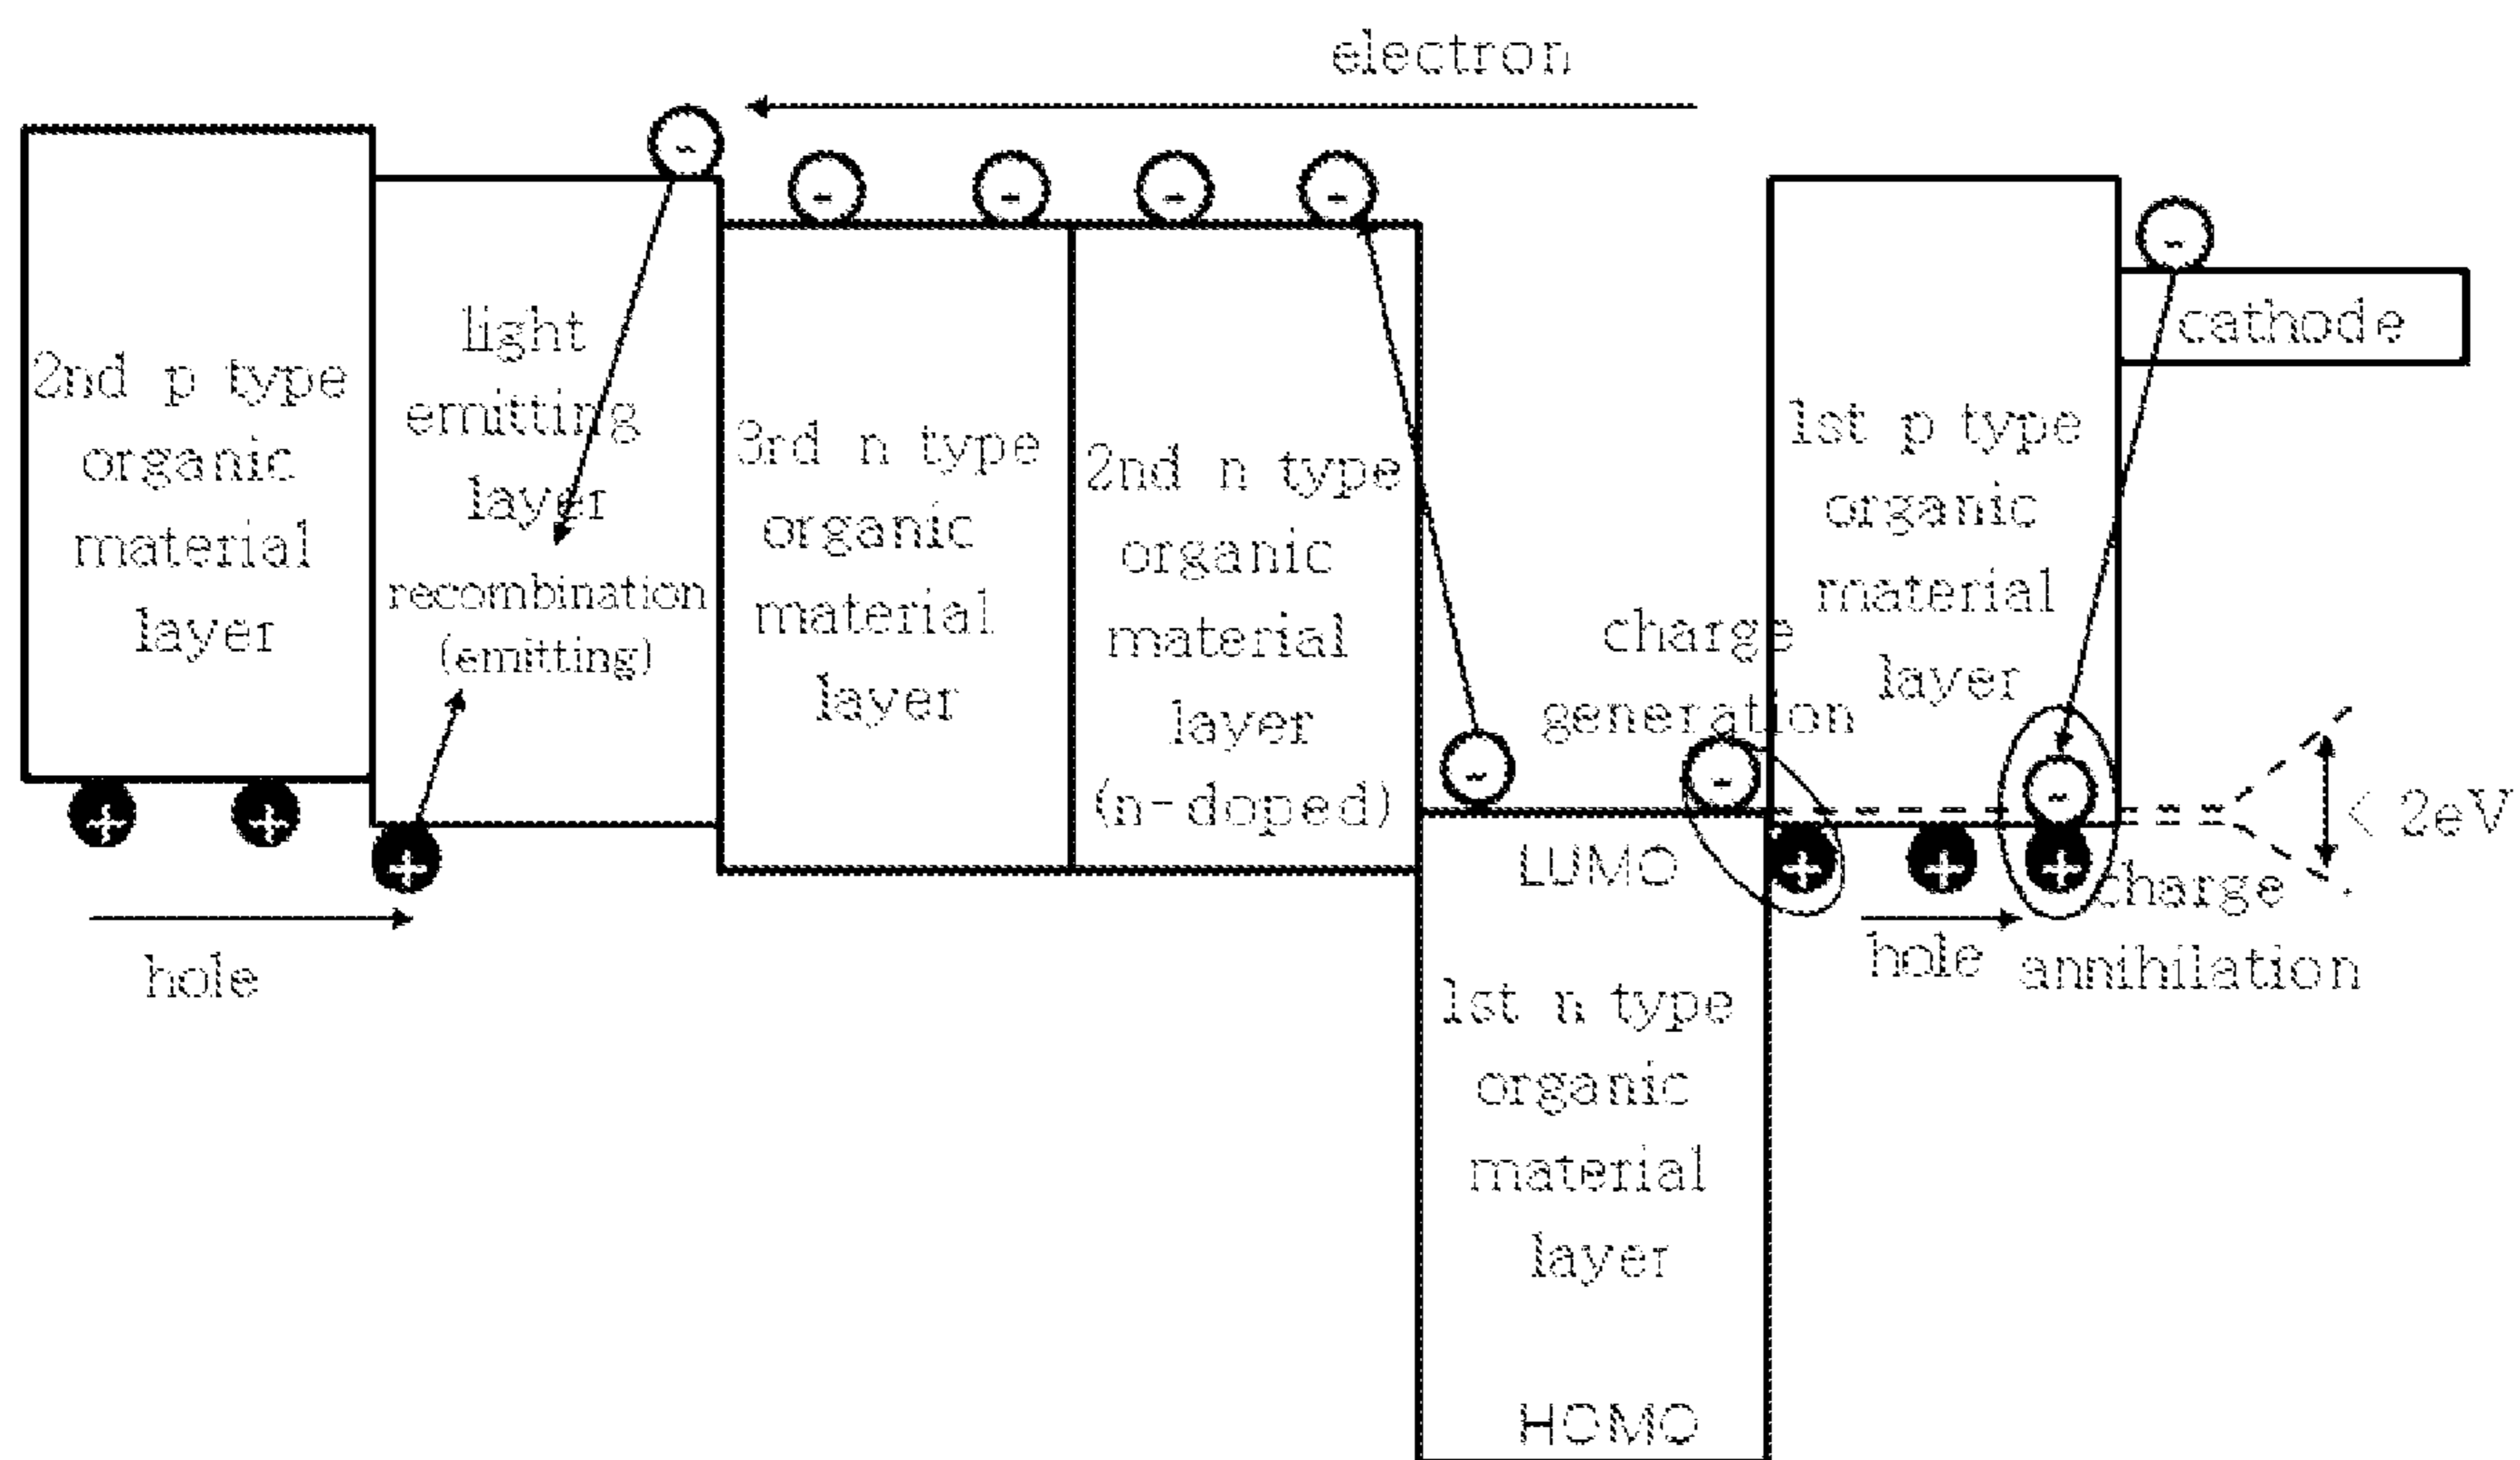 electron
2nd p type
organic
material
layer
light
emitting
layer
recombination
(emitting)
3rd n type
organic
material
layer
2nd n type
organic
material
layer
(n-doped)
charge
generation
1st p type
organic
material
layer
cathode
< 2eV
LUMO
1st n type
organic
material
layer
HOMO
hole
hole
charge
annihilation